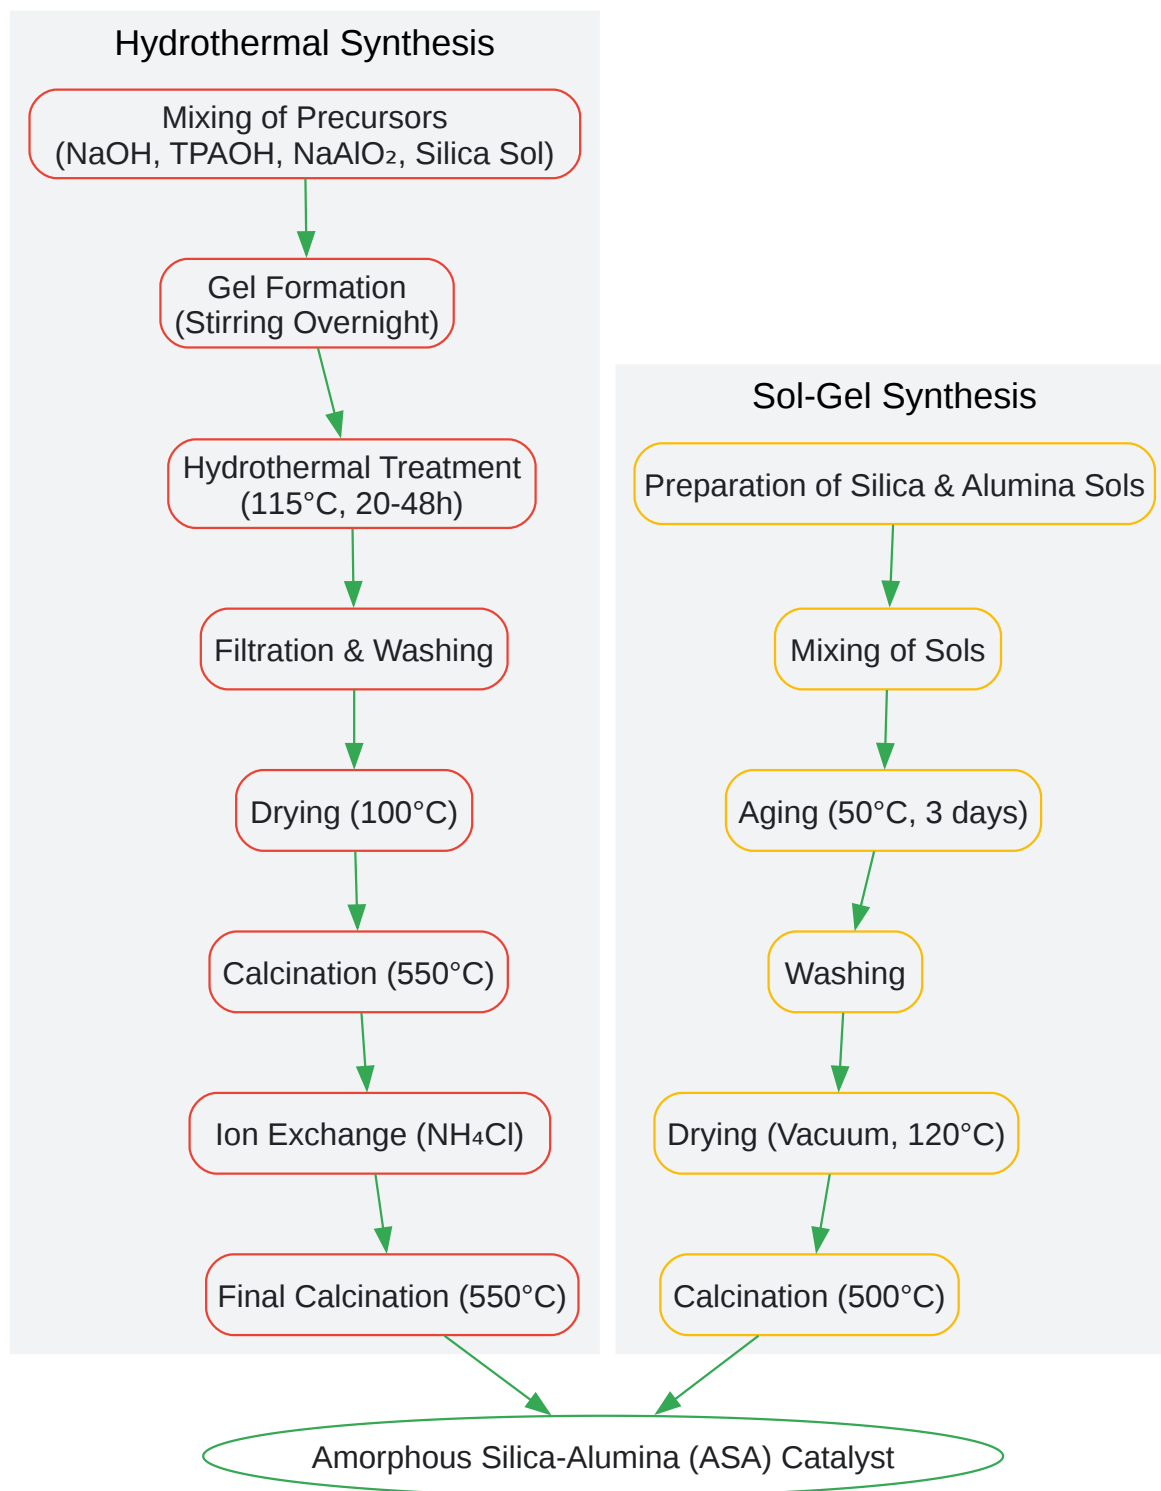 Hydrothermal Synthesis
Mixing of Precursors
(NaOH, TPAOH, NaAlO₂, Silica Sol)
Gel Formation
(Stirring Overnight)
Hydrothermal Treatment
(115°C, 20-48h)
Filtration & Washing
Drying (100°C)
Calcination (550°C)
Ion Exchange (NH₄Cl)
Final Calcination (550°C)
Sol-Gel Synthesis
Preparation of Silica & Alumina Sols
Mixing of Sols
Aging (50°C, 3 days)
Washing
Drying (Vacuum, 120°C)
Calcination (500°C)
Amorphous Silica-Alumina (ASA) Catalyst